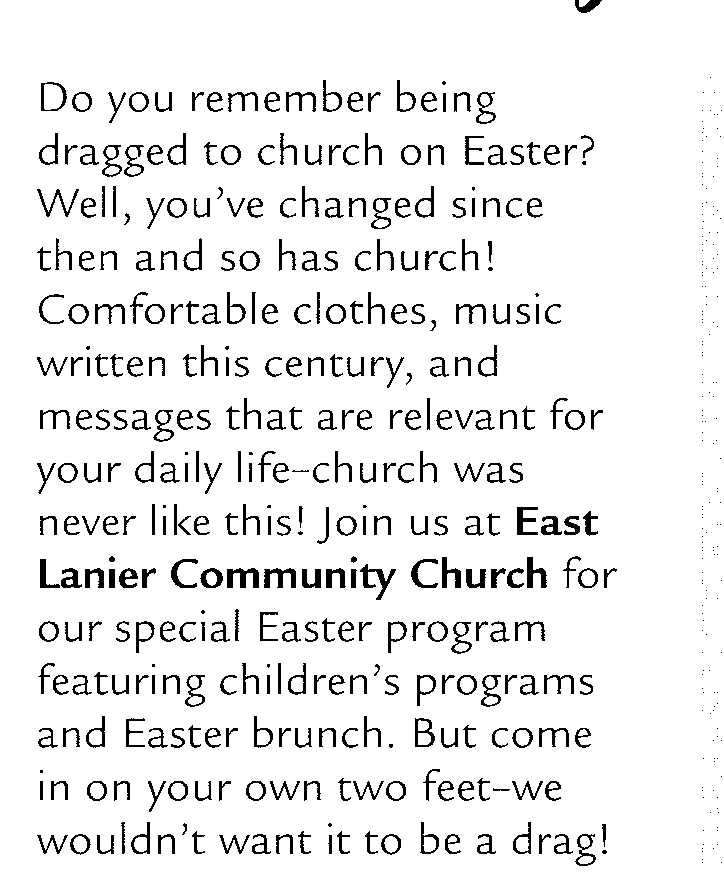 Do you remember being
dragged to church on Easter?
Well, you've changed since
then and so has church!
Comfortable clothes, music
written this century, and
messages that are relevant for
your daily life–church was
never like this! Join us at East
Lanier Community Church for
our special Easter program
featuring children's programs
and Easter brunch. But come
in on your own two feet–we
wouldn't want it to be a drag!